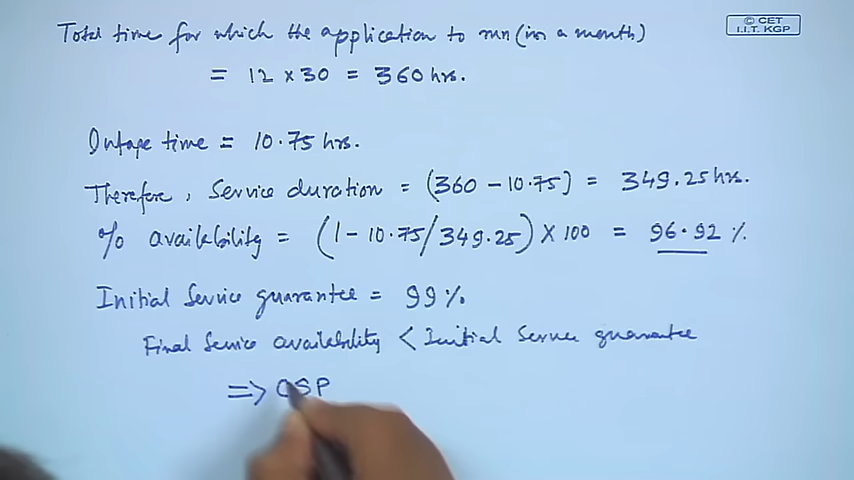 © CET
I.I.T. KGP
Total time for which the application to run (in a month)
= 12 × 30 = 360 hrs.
Outage time = 10.75 hrs.
Therefore, Service duration = (360 - 10.75) = 349.25 hrs.
% availability = (1 - 10.75/349.25) × 100 = 96.92 %.
Initial Service guarantee = 99%
Final Service availability < Initial Service guarantee
=> CSP